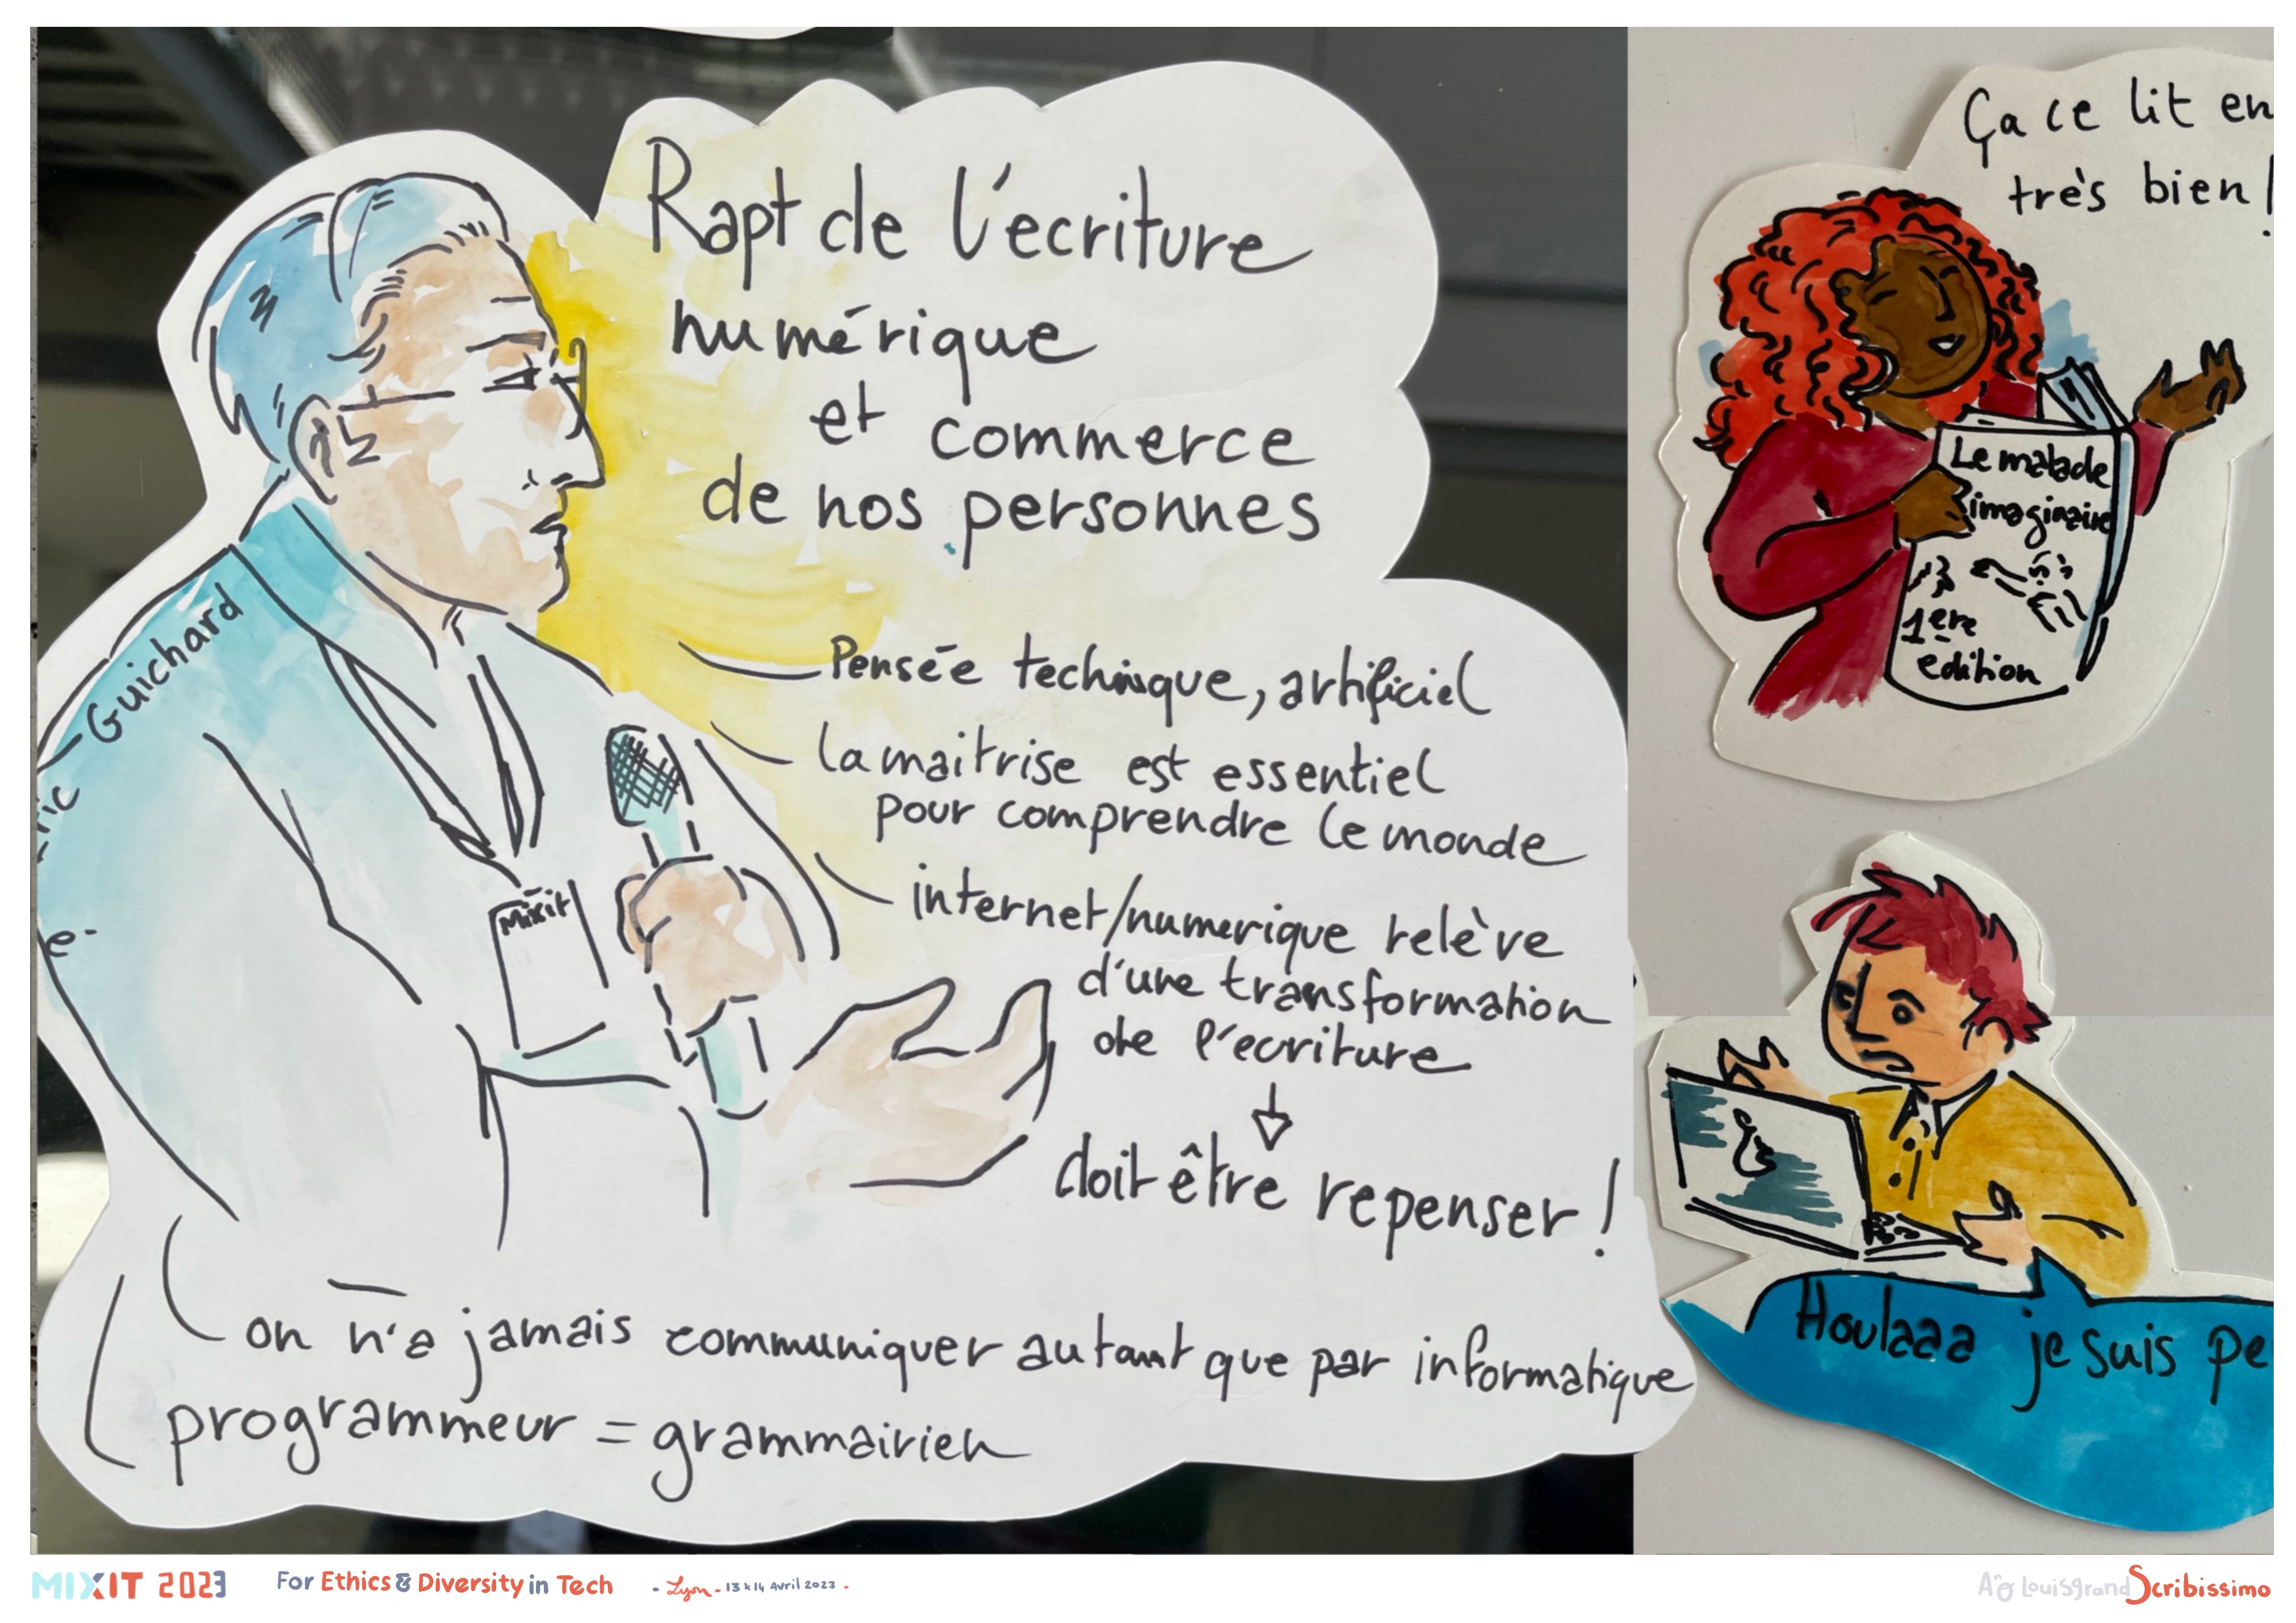 Rapt de l'ecriture
numérique
et commerce
de nos personnes
Guichard
ric
e.
Pensée technique, artificiel
la maitrise est essentiel
pour comprendre le monde
internet/numerique relève
d'une transformation
de l'ecriture
doit être repenser !
Mixit
on n'a jamais communiquer autant que par informatique
programmeur = grammairien
Ça ce lit en
très bien !
Le malade
imaginaire
1ere
edition
Houlaaa je suis pe
MIXIT 2023 For Ethics & Diversity in Tech - Lyon - 13 & 14 Avril 2023 -
Louisgrand Scribissimo